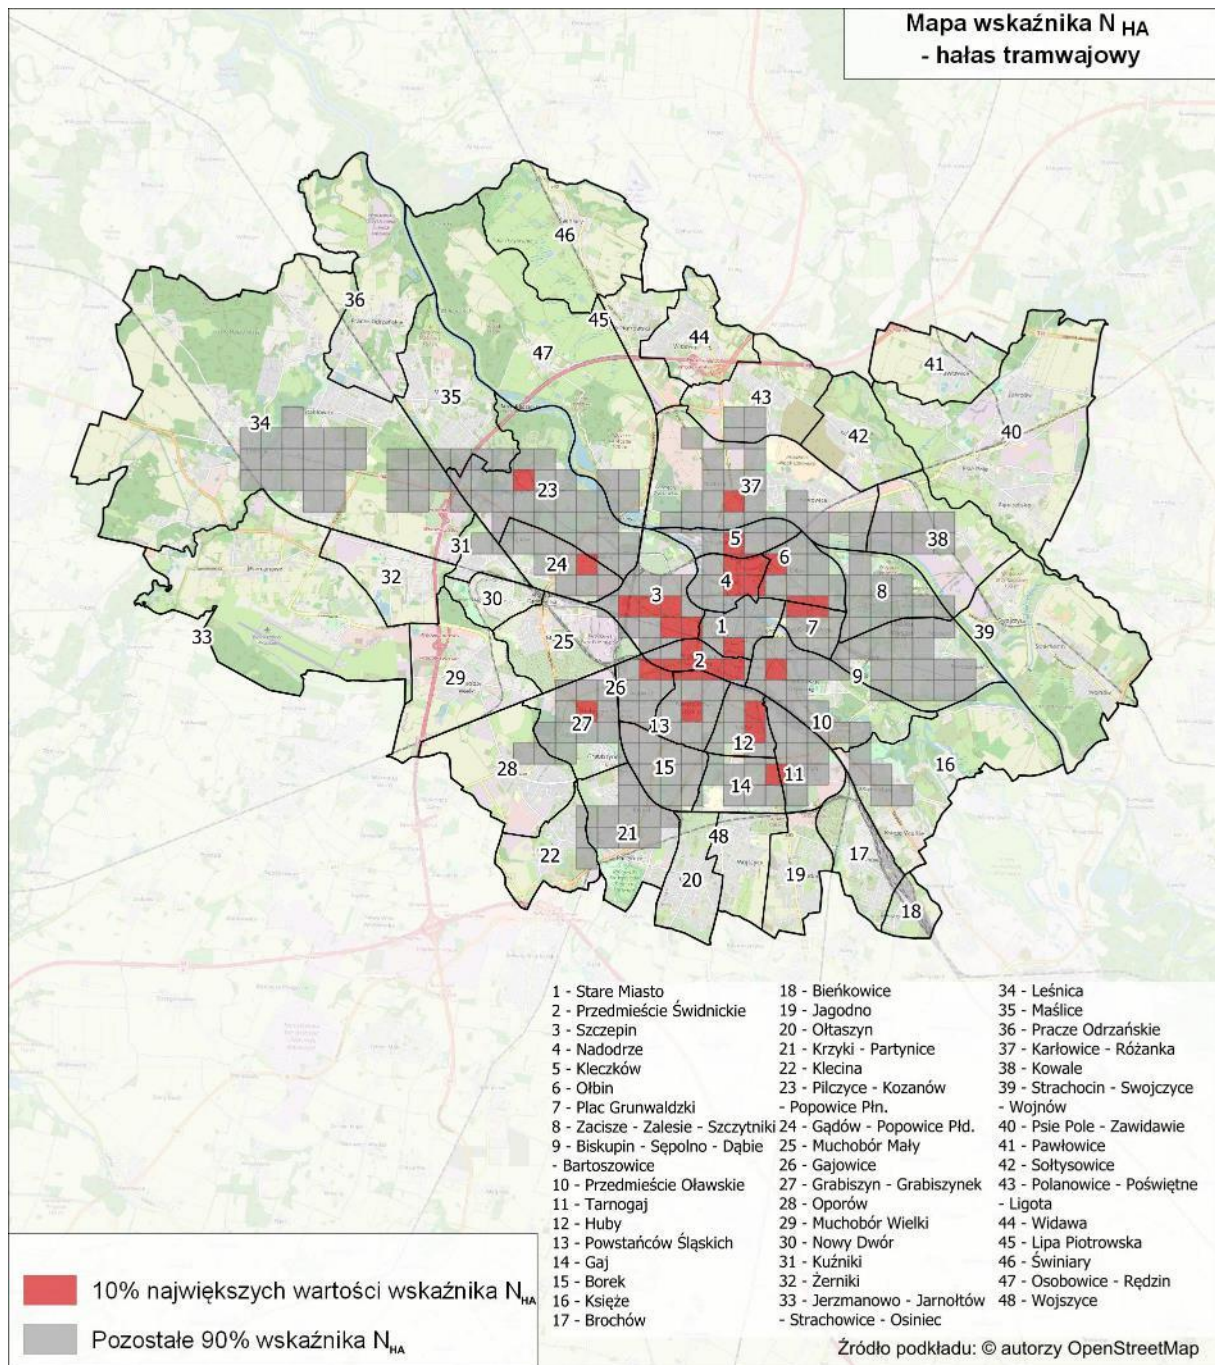 Mapa wskaźnika N HA
- hałas tramwajowy
46
36
45
44
47
41
35
43
34
42
40
37
23
38
5
31
6
24
32
4
8
30
3
1
7
33
39
25
2
29
9
26
27
13
10
12
28
15
16
11
14
21
48
22
17
20
19
18
1 - Stare Miasto
2 - Przedmieście Świdnickie
3 - Szczepin
4 - Nadodrze
5 - Kleczków
6 - Ołbin
7 - Plac Grunwaldzki
8 - Zacisze - Zalesie - Szczytniki
9 - Biskupin - Sępolno - Dąbie
- Bartoszowice
10 - Przedmieście Oławskie
11 - Tarnogaj
12 - Huby
13 - Powstańców Śląskich
14 - Gaj
15 - Borek
16 - Księże
17 - Brochów
18 - Bieńkowice
19 - Jagodno
20 - Ołtaszyn
21 - Krzyki - Partynice
22 - Klecina
23 - Pilczyce - Kozanów
- Popowice Płn.
24 - Gądów - Popowice Płd.
25 - Muchobór Mały
26 - Gajowice
27 - Grabiszyn - Grabiszynek
28 - Oporów
29 - Muchobór Wielki
30 - Nowy Dwór
31 - Kuźniki
32 - Żerniki
33 - Jerzmanowo - Jarnołtów
- Strachowice - Osiniec
34 - Leśnica
35 - Maślice
36 - Pracze Odrzańskie
37 - Karłowice - Różanka
38 - Kowale
39 - Strachocin - Swojczyce
- Wojnów
40 - Psie Pole - Zawidawie
41 - Pawłowice
42 - Sołtysowice
43 - Polanowice - Poświętne
- Ligota
44 - Widawa
45 - Lipa Piotrowska
46 - Świniary
47 - Osobowice - Rędzin
48 - Wojszyce
10% największych wartości wskaźnika N HA
Pozostałe 90% wskaźnika N HA
Źródło podkładu: © autorzy OpenStreetMap